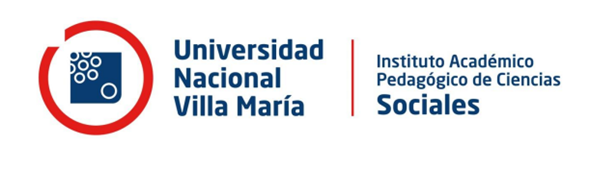 Universidad
Nacional
Villa María
Instituto Académico
Pedagógico de Ciencias
Sociales